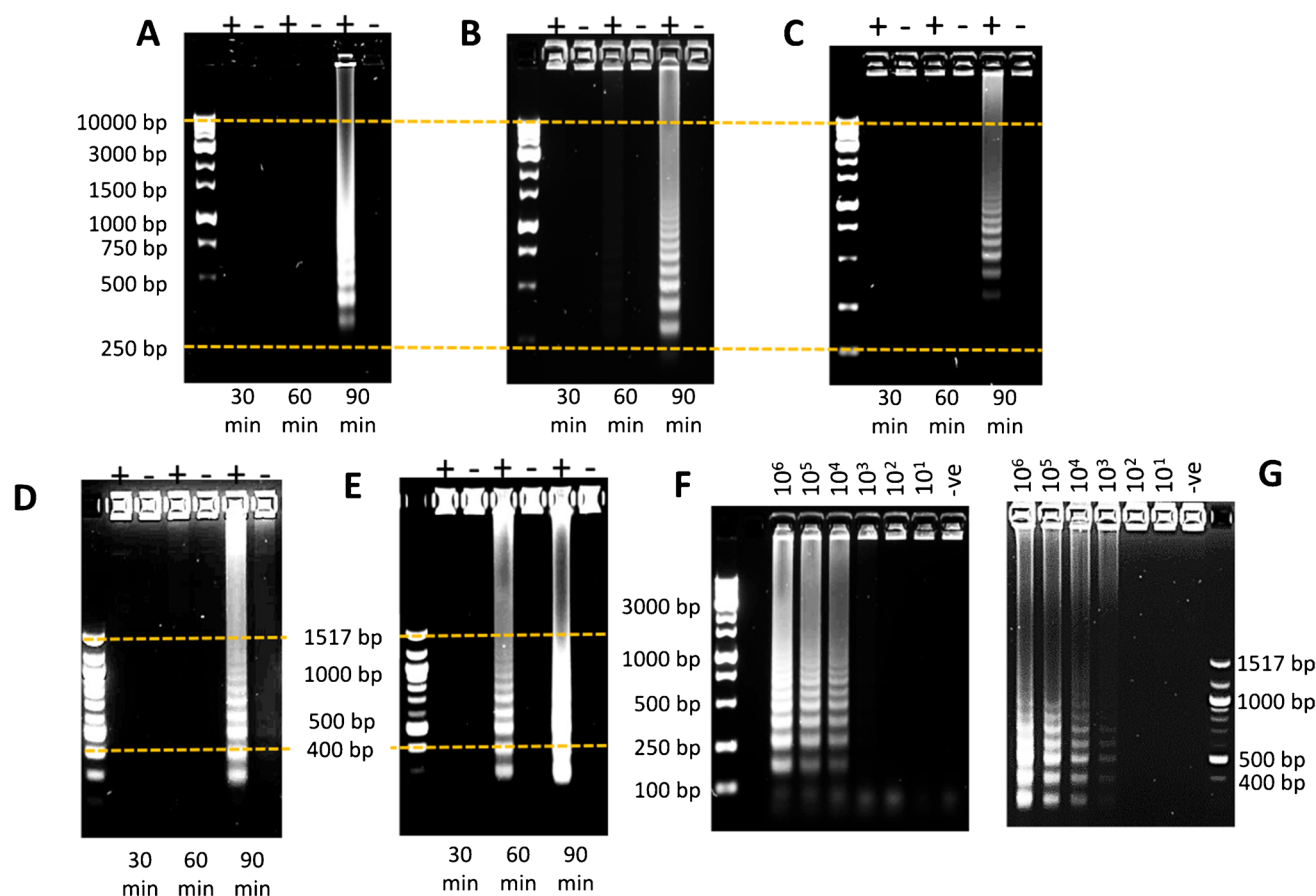 A
+ - + - + -
B
+ - + - + -
C
+ - + - + -
10000 bp
3000 bp
1500 bp
1000 bp
750 bp
500 bp
250 bp
30 min
60 min
90 min
30 min
60 min
90 min
30 min
60 min
90 min
D
+ - + - + -
E
+ - + - + -
F
10⁶ 10⁵ 10⁴ 10³ 10² 10¹ -ve
10⁶ 10⁵ 10⁴ 10³ 10² 10¹ -ve
G
1517 bp
1000 bp
500 bp
400 bp
3000 bp
1000 bp
500 bp
250 bp
100 bp
1517 bp
1000 bp
500 bp
400 bp
30 min
60 min
90 min
30 min
60 min
90 min